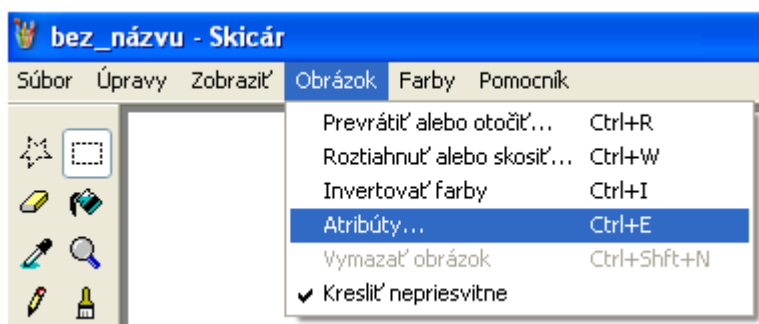 bez_názvu - Skicár
Súbor Úpravy Zobraziť Obrázok Farby Pomocník
Prevrátiť alebo otočiť... Ctrl+R
Roztiahnuť alebo skosiť... Ctrl+W
Invertovať farby Ctrl+I
Atribúty... Ctrl+E
Vymazať obrázok Ctrl+Shft+N
Kresliť nepriesvitne